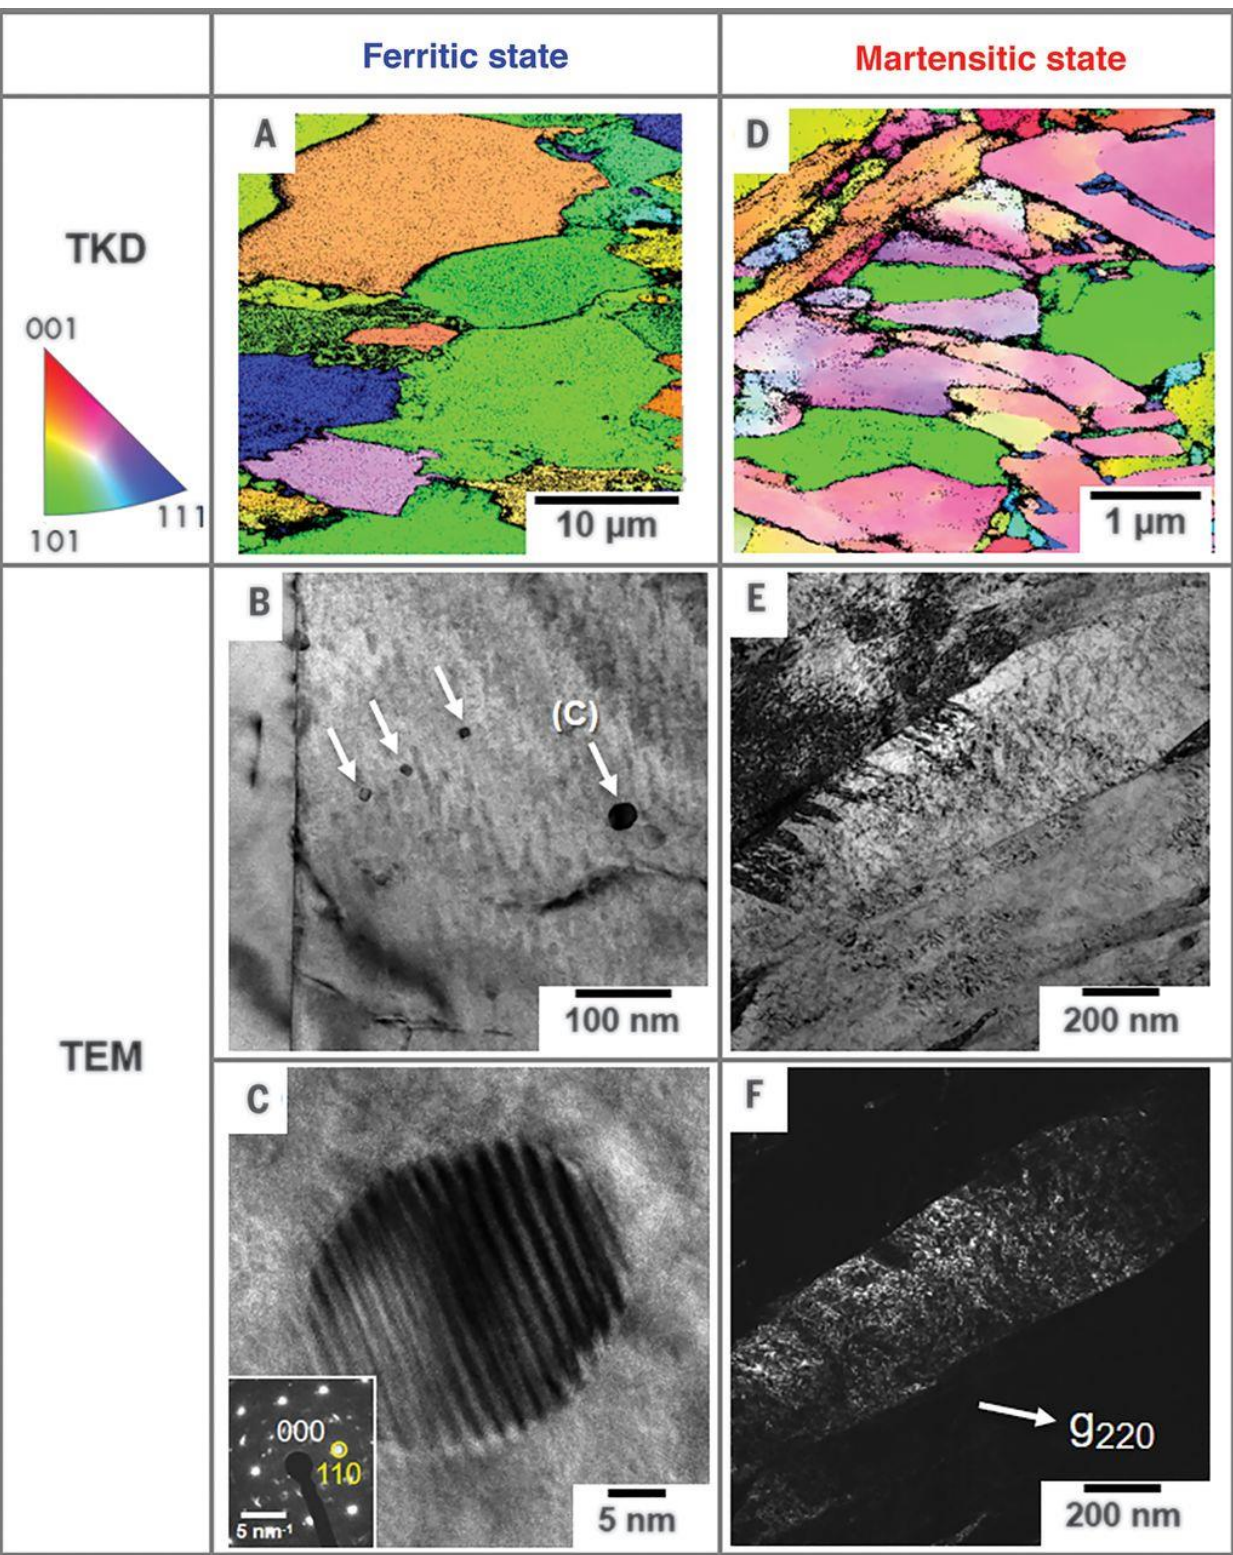 Ferritic state
Martensitic state
TKD
001
101
111
A
10 µm
D
1 µm
TEM
B
(C)
100 nm
E
200 nm
C
000
110
5 nm-1
5 nm
F
g220
200 nm